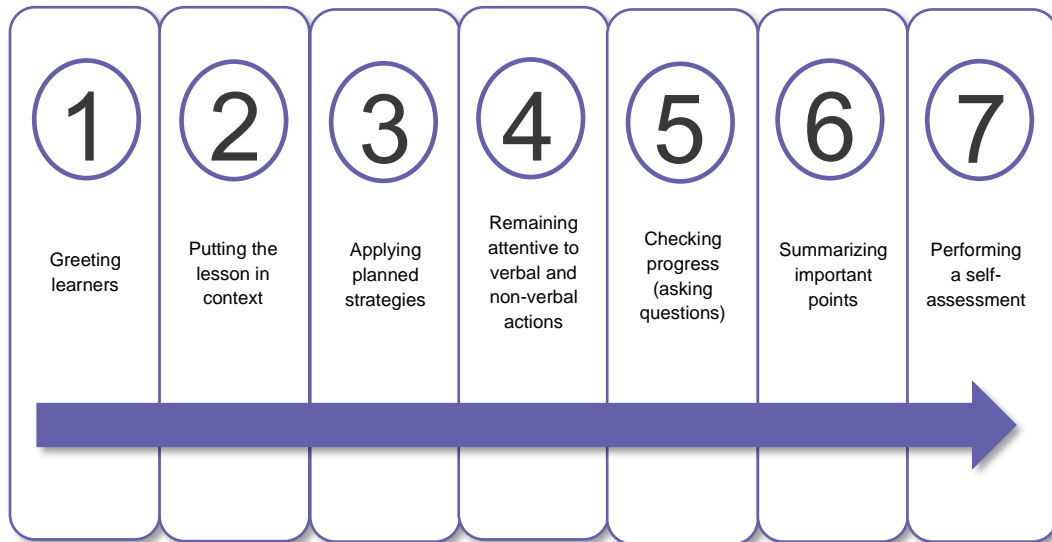 1
Greeting
learners
2
Putting the
lesson in
context
3
Applying
planned
strategies
4
Remaining
attentive to
verbal and
non-verbal
actions
5
Checking
progress
(asking
questions)
6
Summarizing
important
points
7
Performing
a self-
assessment